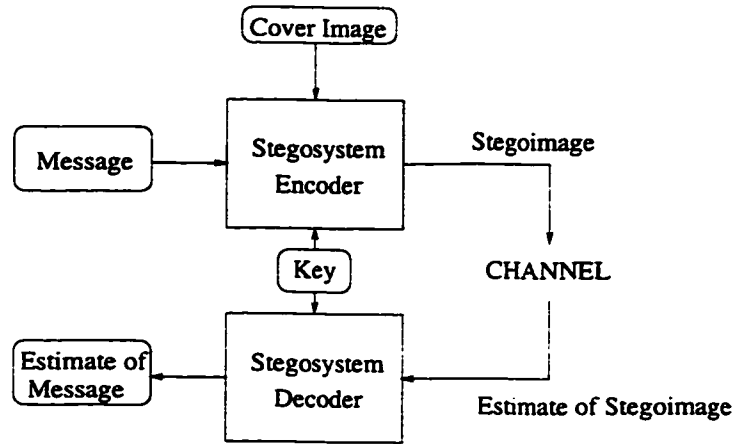 Cover Image
Message
Stegosystem
Encoder
Stegoimage
Key
CHANNEL
Estimate of
Message
Stegosystem
Decoder
Estimate of Stegoimage